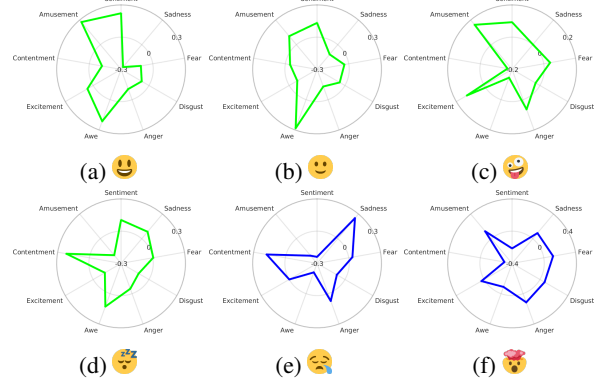 Sentiment Sentiment Sentiment
Amusement Sadness Amusement Sadness Amusement Sadness
0.3 0.3 0.2
Contentment 0 Fear Contentment 0 Fear Contentment 0 Fear
-0.3 -0.3 -0.2
Excitement Disgust Excitement Disgust Excitement Disgust
Awe Anger Awe Anger Awe Anger
(a) (b) (c)
Sentiment Sentiment Sentiment
Amusement Sadness Amusement Sadness Amusement Sadness
0.3 0.3 0.4
Contentment 0 Fear Contentment 0 Fear Contentment 0 Fear
-0.3 -0.3 -0.4
Excitement Disgust Excitement Disgust Excitement Disgust
Awe Anger Awe Anger Awe Anger
(d) (e) (f)